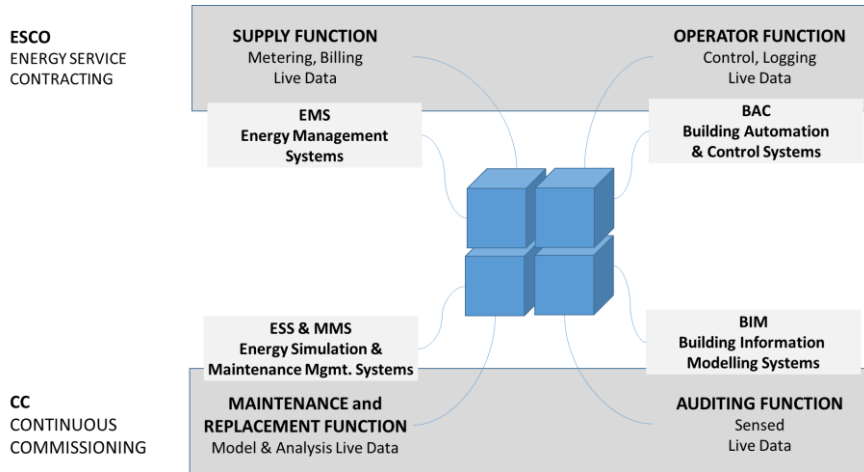 ESCO
ENERGY SERVICE
CONTRACTING
SUPPLY FUNCTION
Metering, Billing
Live Data
OPERATOR FUNCTION
Control, Logging
Live Data
EMS
Energy Management
Systems
BAC
Building Automation
& Control Systems
ESS & MMS
Energy Simulation &
Maintenance Mgmt. Systems
BIM
Building Information
Modelling Systems
CC
CONTINUOUS
COMMISSIONING
MAINTENANCE and
REPLACEMENT FUNCTION
Model & Analysis Live Data
AUDITING FUNCTION
Sensed
Live Data